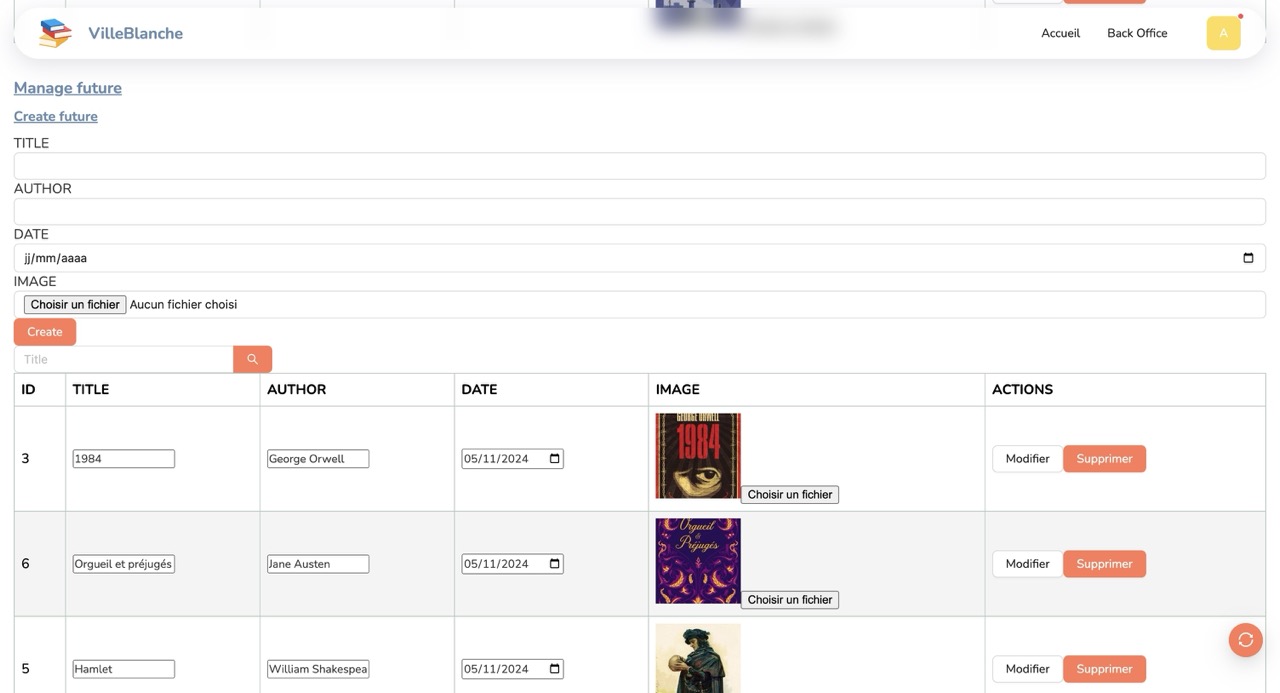 VilleBlanche
Accueil Back Office A
Manage future
Create future
TITLE
AUTHOR
DATE
jj/mm/aaaa
IMAGE
Choisir un fichier Aucun fichier choisi
Create
Title
ID TITLE AUTHOR DATE IMAGE ACTIONS
3 1984 George Orwell 05/11/2024 GEORGE ORWELL 1984 Choisir un fichier Modifier Supprimer
6 Orgueil et préjugés Jane Austen 05/11/2024 Orgueil & Préjugés Choisir un fichier Modifier Supprimer
5 Hamlet William Shakespea 05/11/2024 Modifier Supprimer